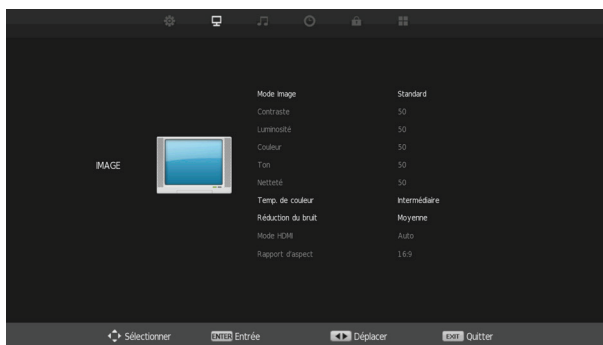 Mode Image Standard
Contraste 50
Luminosité 50
Couleur 50
Ton 50
Netteté 50
IMAGE
Temp. de couleur Intermédiaire
Réduction du bruit Moyenne
Mode HDMI Auto
Rapport d'aspect 16:9
Sélectionner ENTER Entrée Déplacer EXIT Quitter